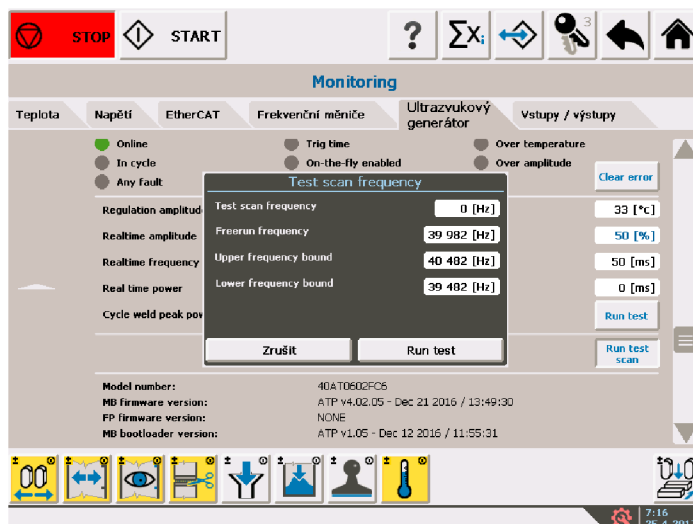 STOP
START
?
Σx i
3
Monitoring
Teplota
Napětí
EtherCAT
Frekvenční měniče
Ultrazvukový generátor
Vstupy / výstupy
Online
Trig time
Over temperature
In cycle
On-the-fly enabled
Over amplitude
Any fault
Clear error
Test scan frequency
Regulation
33 [°c]
Realtime amplitude
50 [%]
Realtime frequency
50 [ms]
Real time power
0 [ms]
Cycle weld peak
Run test
Run test scan
Test scan frequency
0 [Hz]
Freerun frequency
39 982 [Hz]
Upper frequency bound
40 482 [Hz]
Lower frequency bound
39 482 [Hz]
Zrušit
Run test
Model number:
40AT0602FC6
MB firmware version:
ATP v4.02.05 - Dec 21 2016 / 13:49:30
FP firmware version:
NONE
MB bootloader version:
ATP v1.05 - Dec 12 2016 / 11:55:31
7:16